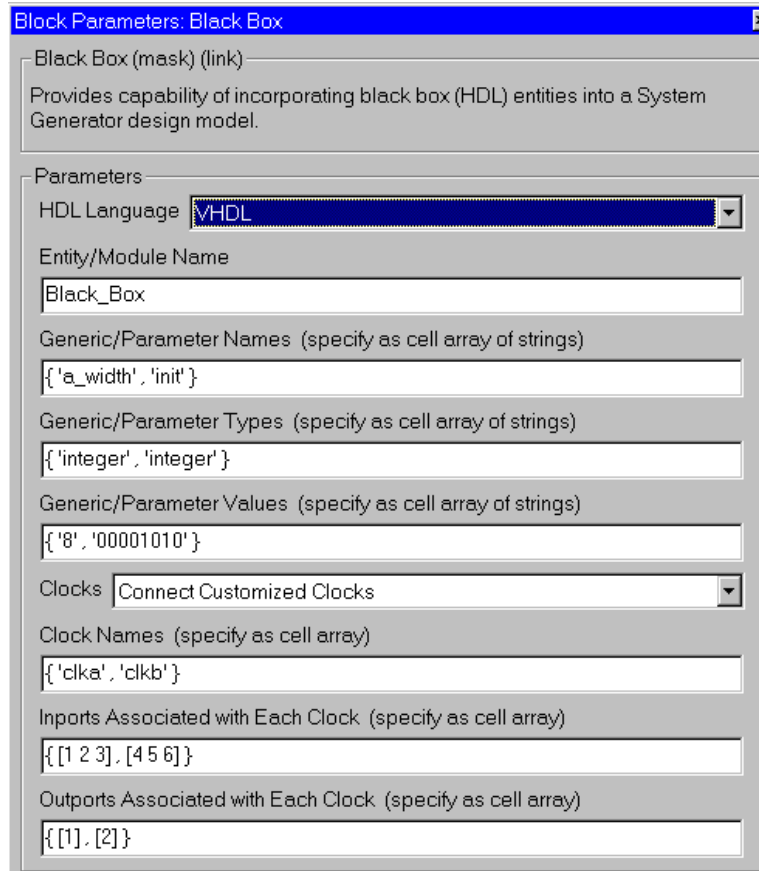 Block Parameters: Black Box
Black Box (mask) (link)
Provides capability of incorporating black box (HDL) entities into a System
Generator design model.
Parameters
HDL Language VHDL
Entity/Module Name
Black_Box
Generic/Parameter Names (specify as cell array of strings)
{ 'a_width' , 'init' }
Generic/Parameter Types (specify as cell array of strings)
{ 'integer' , 'integer' }
Generic/Parameter Values (specify as cell array of strings)
{ '8' , '00001010' }
Clocks Connect Customized Clocks
Clock Names (specify as cell array)
{ 'clka' , 'clkb' }
Inports Associated with Each Clock (specify as cell array)
{ [1 2 3] , [4 5 6] }
Outports Associated with Each Clock (specify as cell array)
{ [1] , [2] }